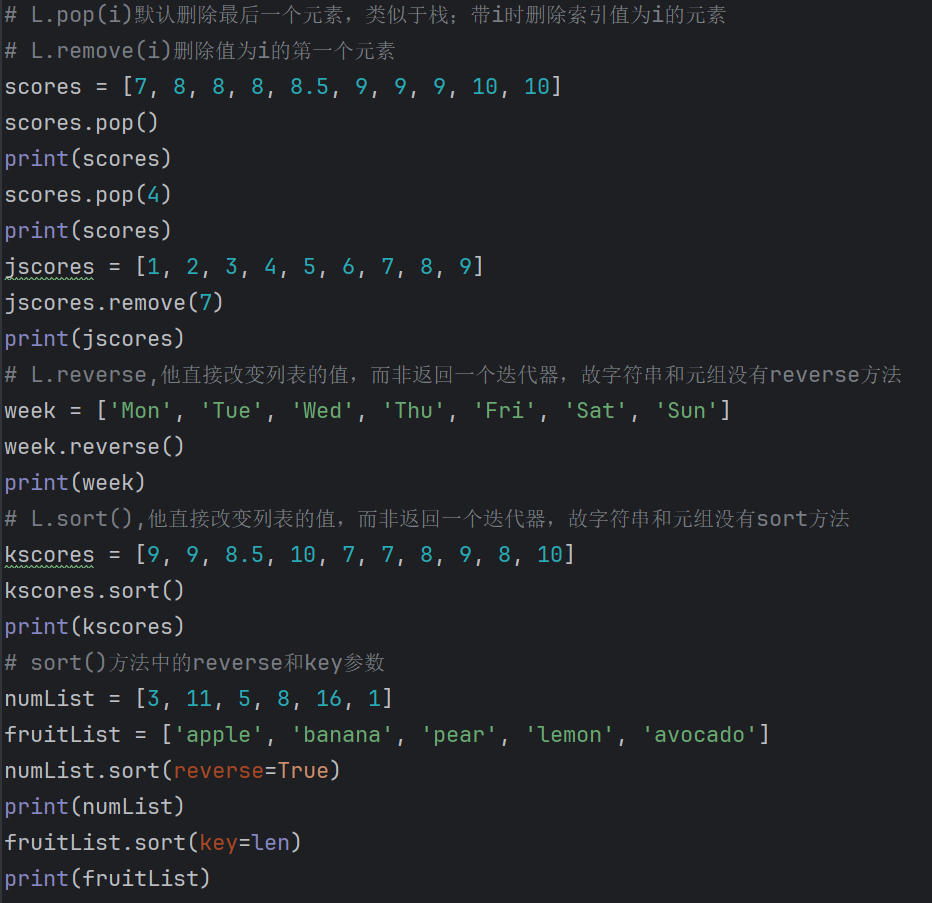 # L.pop(i)默认删除最后一个元素，类似于栈；带i时删除索引值为i的元素
# L.remove(i)删除值为i的第一个元素
scores = [7, 8, 8, 8, 8.5, 9, 9, 9, 10, 10]
scores.pop()
print(scores)
scores.pop(4)
print(scores)
jscores = [1, 2, 3, 4, 5, 6, 7, 8, 9]
jscores.remove(7)
print(jscores)
# L.reverse,他直接改变列表的值，而非返回一个迭代器，故字符串和元组没有reverse方法
week = ['Mon', 'Tue', 'Wed', 'Thu', 'Fri', 'Sat', 'Sun']
week.reverse()
print(week)
# L.sort(),他直接改变列表的值，而非返回一个迭代器，故字符串和元组没有sort方法
kscores = [9, 9, 8.5, 10, 7, 7, 8, 9, 8, 10]
kscores.sort()
print(kscores)
# sort()方法中的reverse和key参数
numList = [3, 11, 5, 8, 16, 1]
fruitList = ['apple', 'banana', 'pear', 'lemon', 'avocado']
numList.sort(reverse=True)
print(numList)
fruitList.sort(key=len)
print(fruitList)